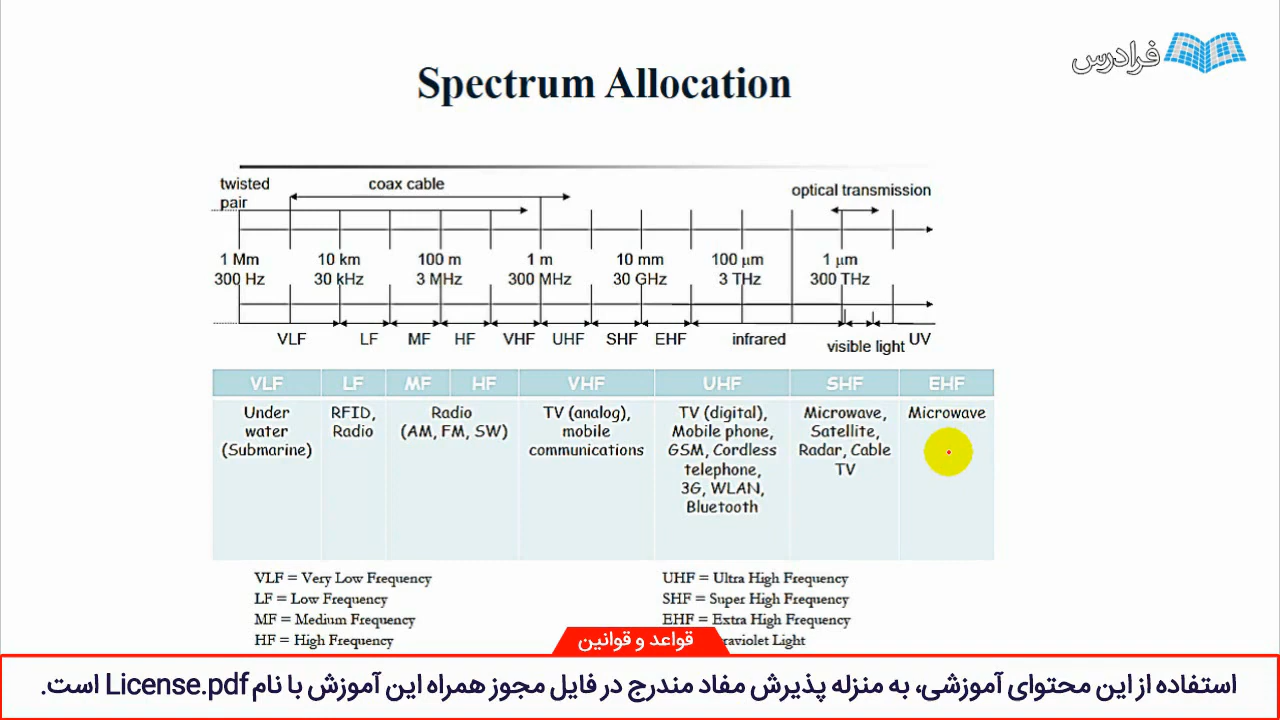 فرادرس
Spectrum Allocation
twisted pair
coax cable
optical transmission
1 Mm 10 km 100 m 1 m 10 mm 100 µm 1 µm
300 Hz 30 kHz 3 MHz 300 MHz 30 GHz 3 THz 300 THz
VLF LF MF HF VHF UHF SHF EHF infrared visible light UV
VLF LF MF HF VHF UHF SHF EHF
Under
water
(Submarine)
RFID,
Radio
Radio
(AM, FM, SW)
TV (analog),
mobile
communications
TV (digital),
Mobile phone,
GSM, Cordless
telephone,
3G, WLAN,
Bluetooth
Microwave,
Satellite,
Radar, Cable
TV
Microwave
VLF = Very Low Frequency
LF = Low Frequency
MF = Medium Frequency
HF = High Frequency
UHF = Ultra High Frequency
SHF = Super High Frequency
EHF = Extra High Frequency
raviolet Light
قواعد و قوانین
استفاده از این محتوای آموزشی، به منزله پذیرش مفاد مندرج در فایل مجوز همراه این آموزش با نام License.pdf است.